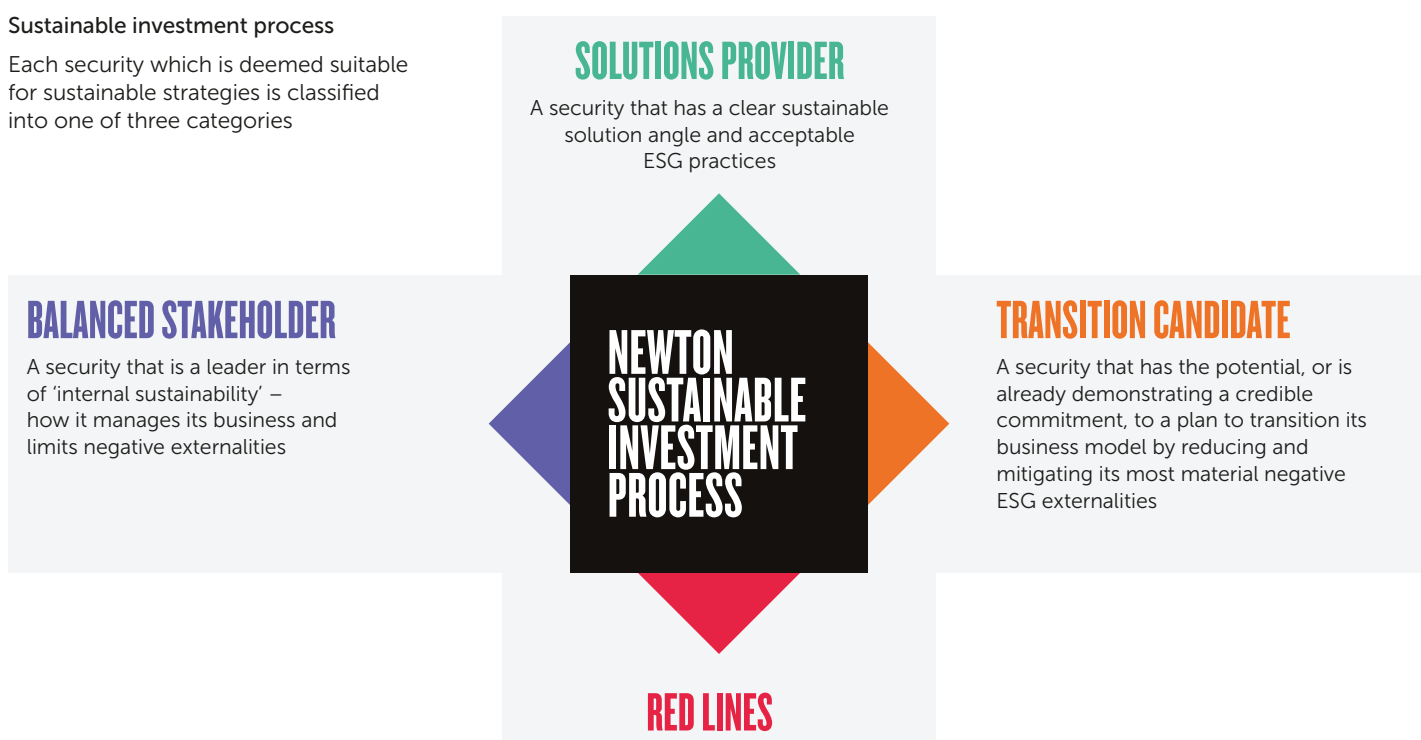 Sustainable investment process
Each security which is deemed suitable
for sustainable strategies is classified
into one of three categories
SOLUTIONS PROVIDER
A security that has a clear sustainable
solution angle and acceptable
ESG practices
BALANCED STAKEHOLDER
A security that is a leader in terms
of ‘internal sustainability’ –
how it manages its business and
limits negative externalities
NEWTON
SUSTAINABLE
INVESTMENT
PROCESS
TRANSITION CANDIDATE
A security that has the potential, or is
already demonstrating a credible
commitment, to a plan to transition its
business model by reducing and
mitigating its most material negative
ESG externalities
RED LINES